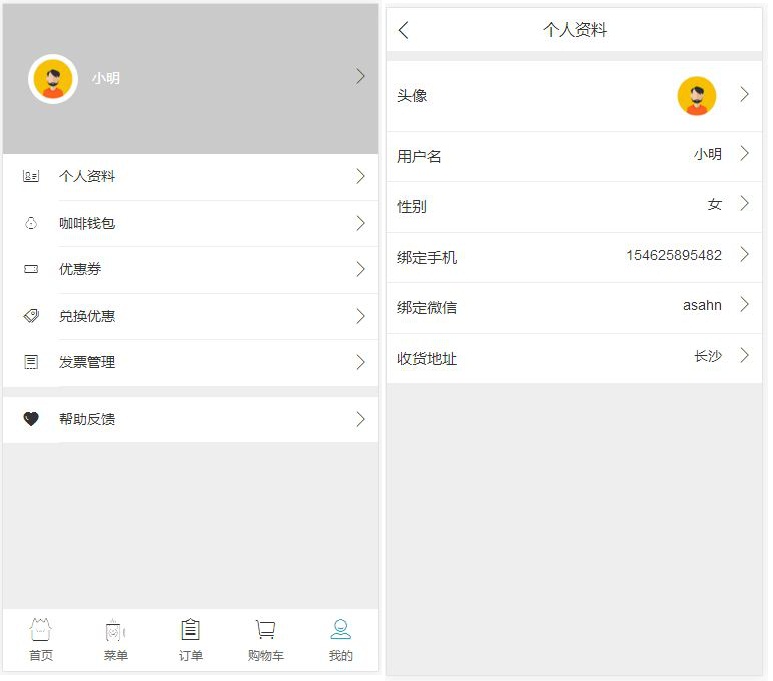 小明
个人资料
咖啡钱包
优惠券
兑换优惠
发票管理
帮助反馈
首页
菜单
订单
购物车
我的
个人资料
头像
用户名 小明
性别 女
绑定手机 154625895482
绑定微信 asahn
收货地址 长沙